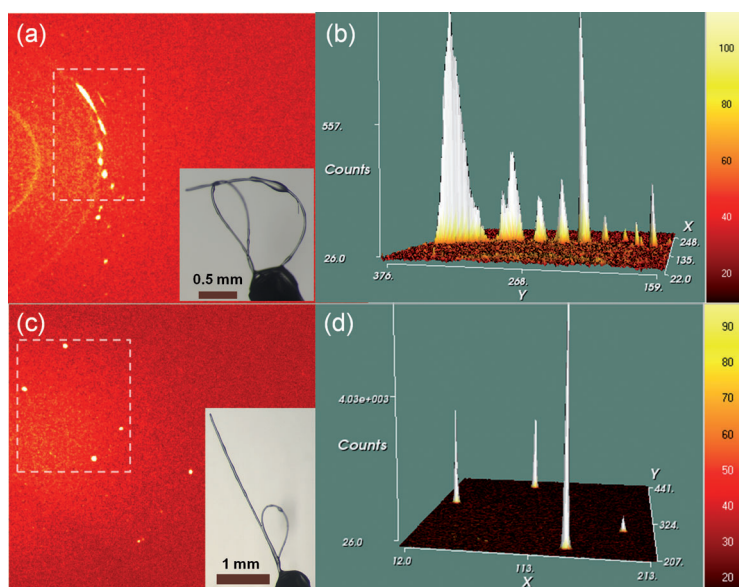 (a)
0.5 mm
(b)
557.
Counts
26.0
376.
268.
Y
159.
X
248.
135.
22.0
100
80
60
40
20
(c)
1 mm
(d)
4.03e+003
Counts
26.0
12.0
113.
X
213.
Y
441.
324.
207.
90
80
70
60
50
40
30
20